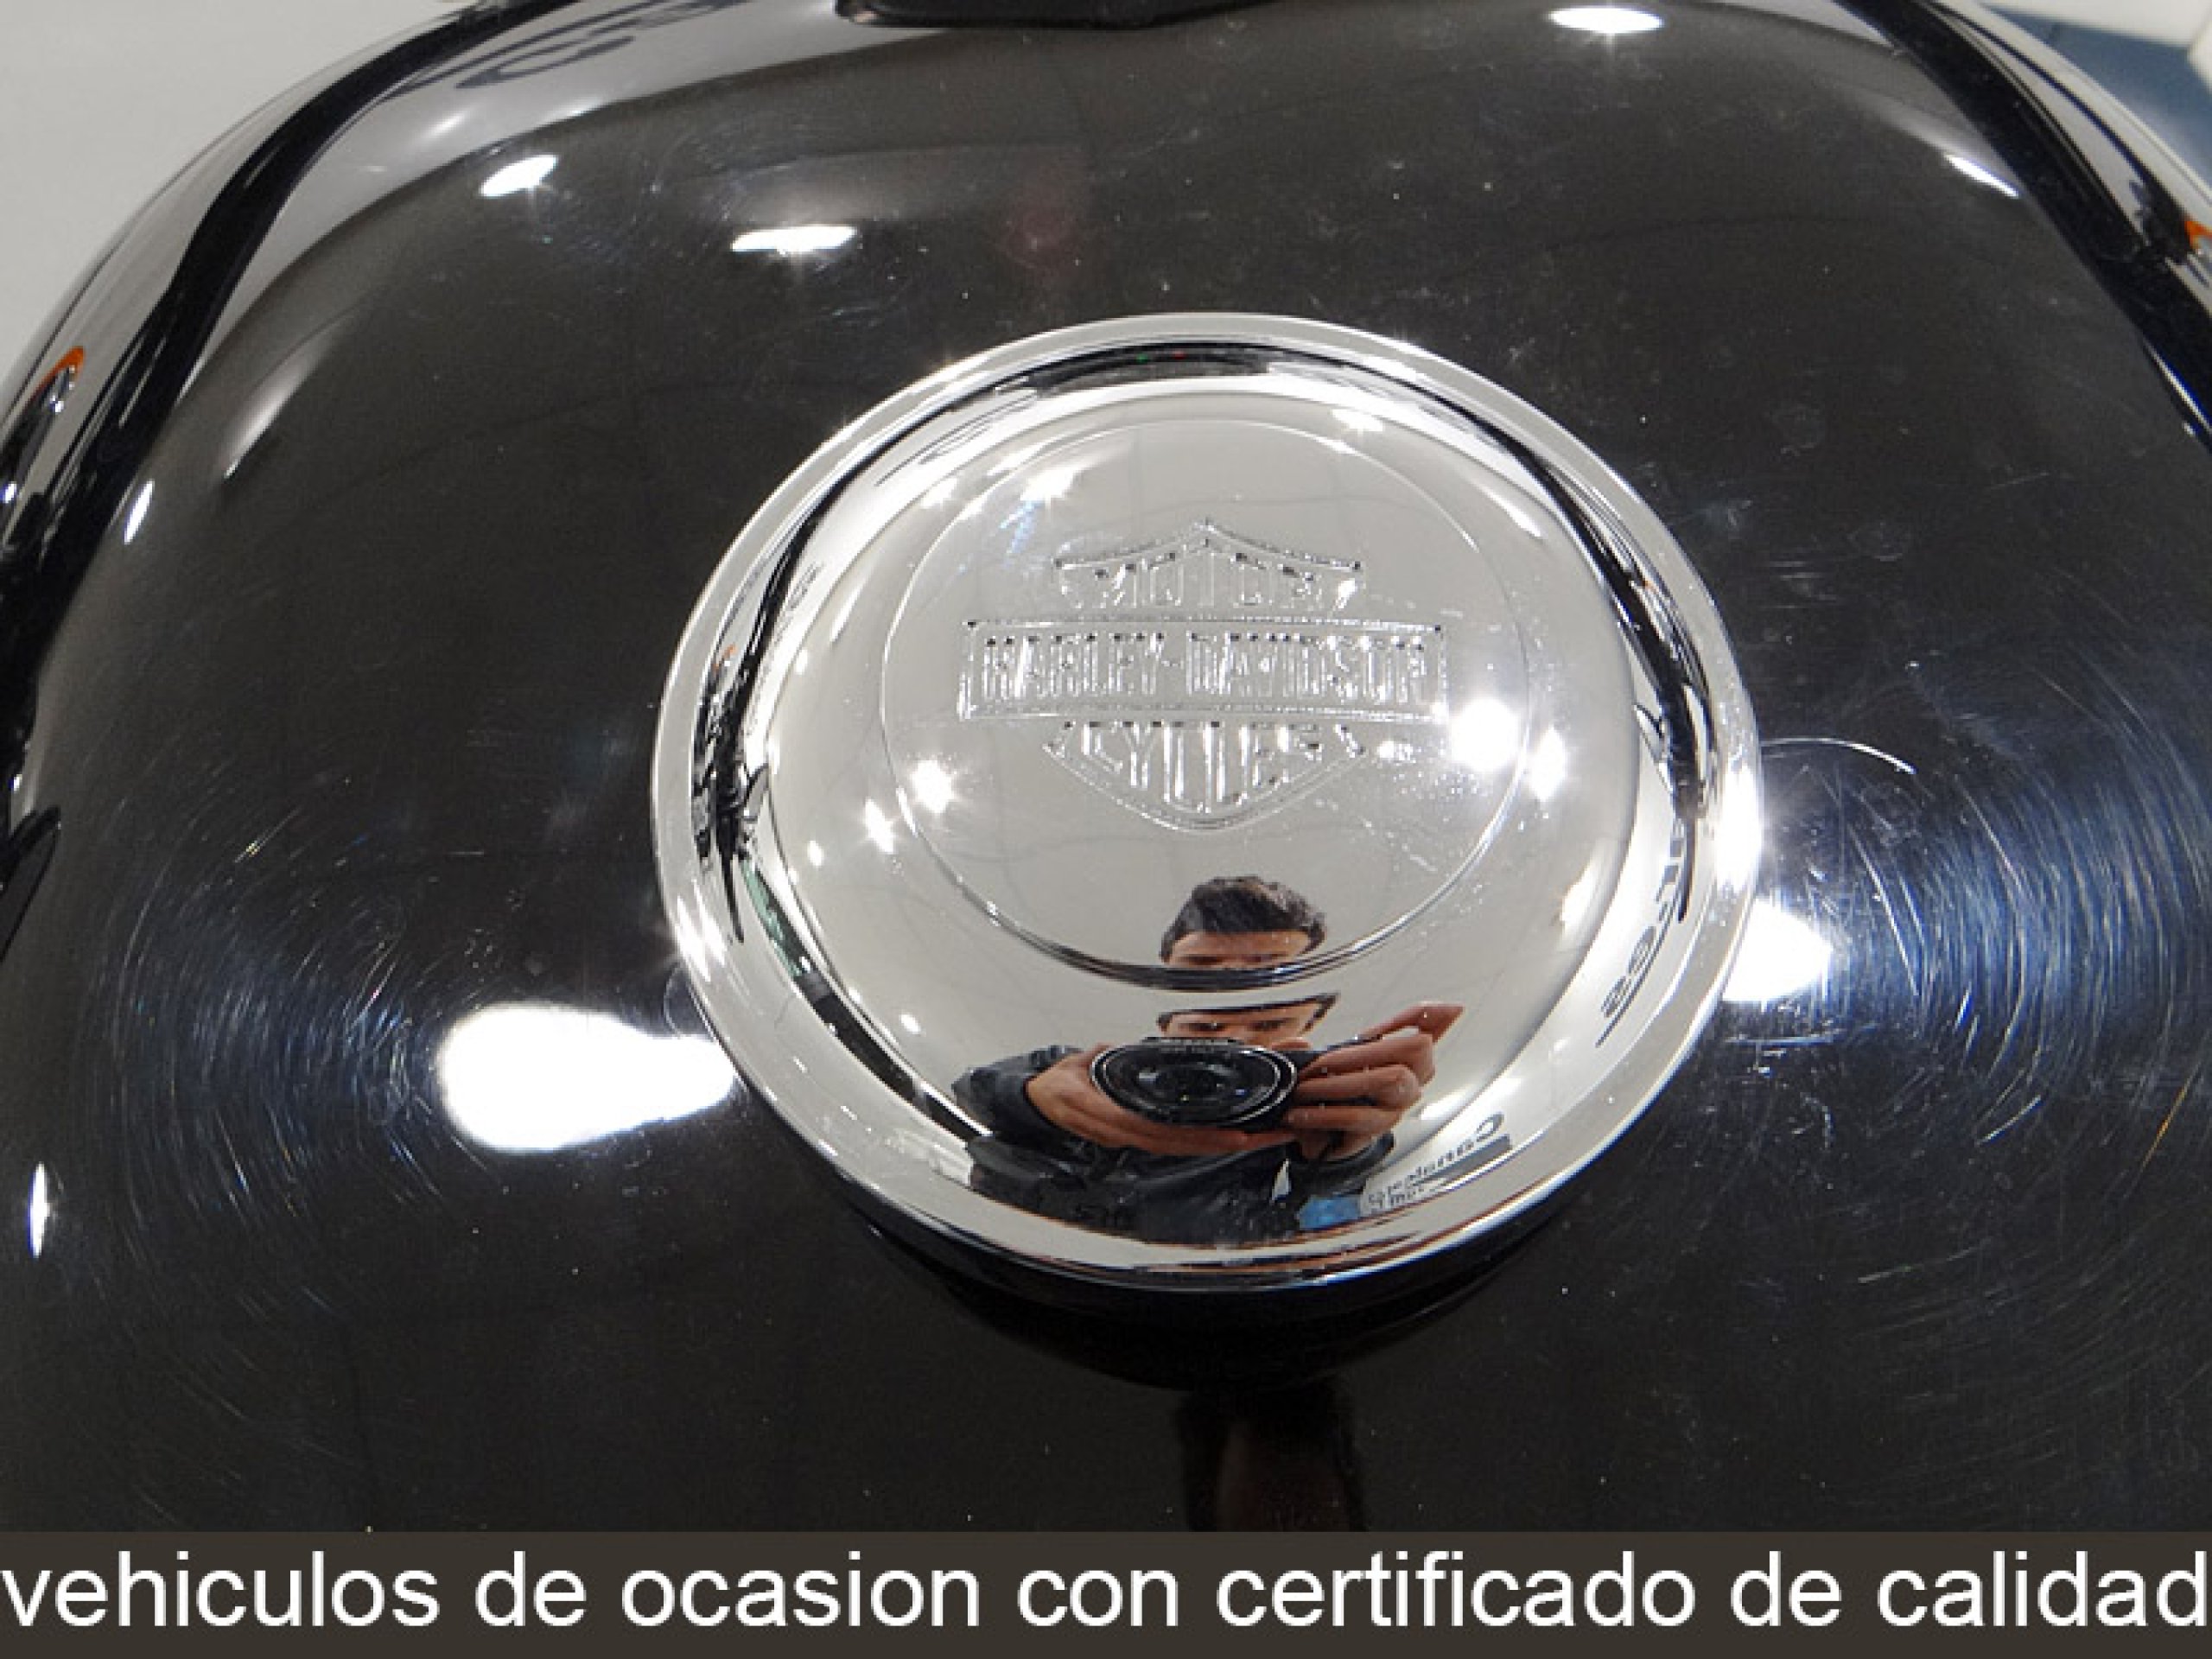 MOTOR
HARLEY-DAVIDSON
CYCLES
vehiculos de ocasion con certificado de calidad